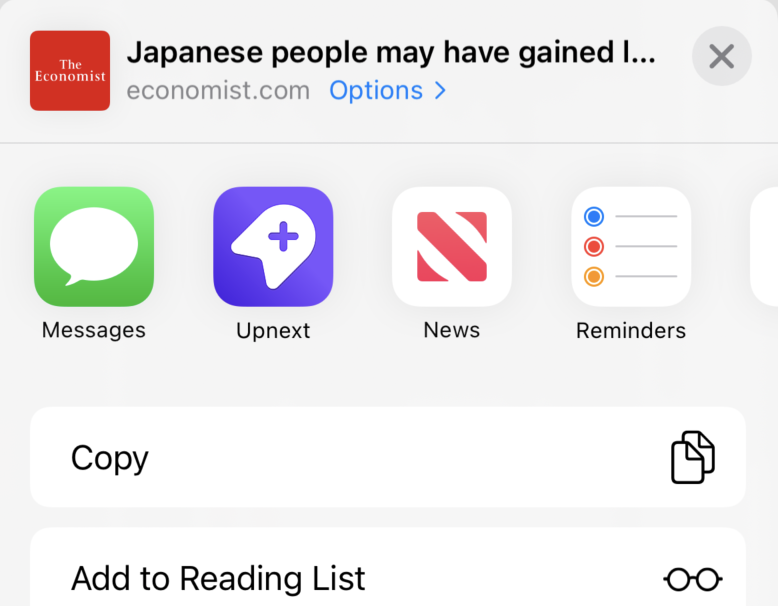 The
Economist
Japanese people may have gained l...
economist.com Options >
Messages Upnext News Reminders
Copy
Add to Reading List